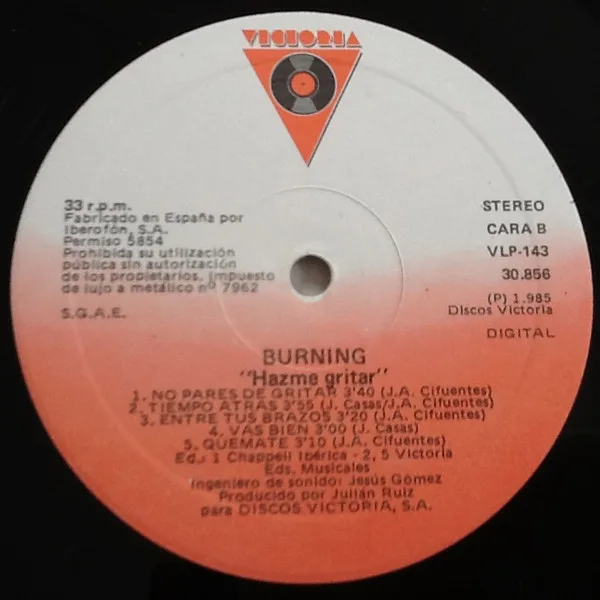 VICTORIA
33 r.p.m.
Fabricado en España por
Iberofón, S.A.
Permiso 5854
Prohibida su utilización
pública sin autorización
de los propietarios. Impuesto
de lujo a metálico nº 7962
S.G.A.E.
STEREO
CARA B
VLP-143
30.856
(P) 1.985
Discos Victoria
DIGITAL
BURNING
"Hazme gritar"
1. NO PARES DE GRITAR 3'40 (J.A. Cifuentes)
2. TIEMPO ATRAS 3'55 (J. Casas/J.A. Cifuentes)
3. ENTRE TUS BRAZOS 3'20 (J.A. Cifuentes)
4. VAS BIEN 3'00 (J. Casas)
5. QUEMATE 3'10 (J.A. Cifuentes)
Ed.: 1 Chappell Ibérica - 2, 5 Victoria
Eds. Musicales
Ingeniero de sonido: Jesús Gómez
Producido por Julián Ruiz
para DISCOS VICTORIA, S.A.